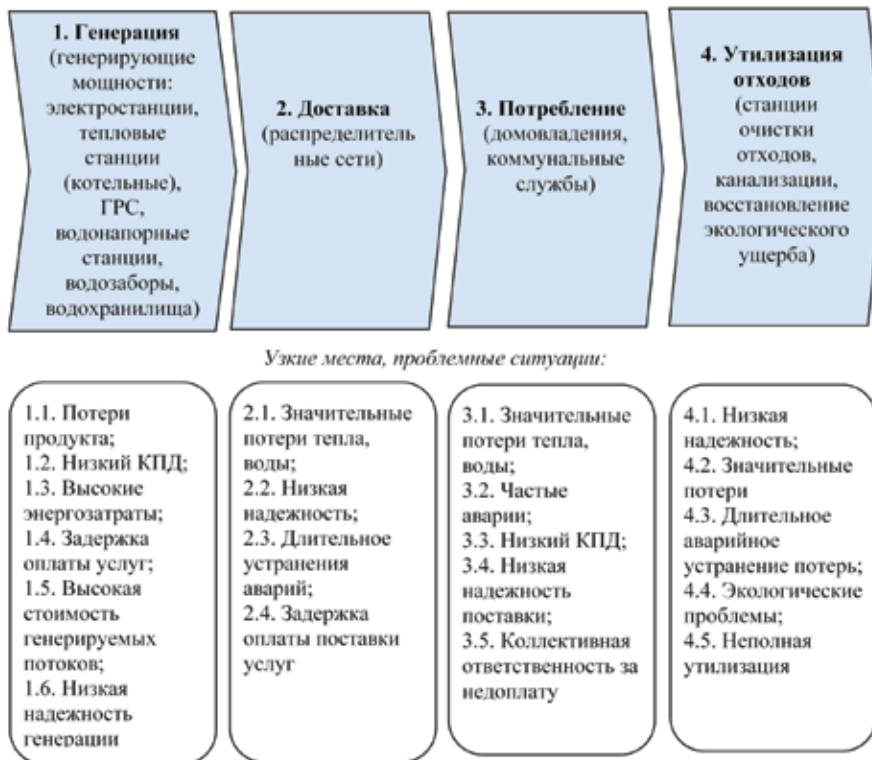 1. Генерация
(генерирующие
мощности:
электростанции,
тепловые
станции
(котельные),
ГРС,
водонапорные
станции,
водозаборы,
водохранилища)
2. Доставка
(распределитель
ные сети)
3. Потребление
(домовладения,
коммунальные
службы)
4. Утилизация
отходов
(станции
очистки
отходов,
канализации,
восстановление
экологического
ущерба)
Узкие места, проблемные ситуации:
1.1. Потери
продукта;
1.2. Низкий КПД;
1.3. Высокие
энергозатраты;
1.4. Задержка
оплаты услуг;
1.5. Высокая
стоимость
генерируемых
потоков;
1.6. Низкая
надежность
генерации
2.1. Значительные
потери тепла,
воды;
2.2. Низкая
надежность;
2.3. Длительное
устранения
аварий;
2.4. Задержка
оплаты поставки
услуг
3.1. Значительные
потери тепла,
воды;
3.2. Частые
аварии;
3.3. Низкий КПД;
3.4. Низкая
надежность
поставки;
3.5. Коллективная
ответственность за
недоплату
4.1. Низкая
надежность;
4.2. Значительные
потери
4.3. Длительное
аварийное
устранение потерь;
4.4. Экологические
проблемы;
4.5. Неполная
утилизация